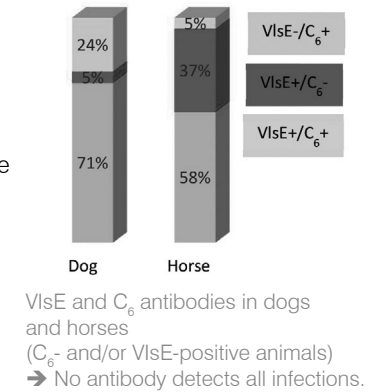 24%
5%
71%
5%
37%
58%
VlsE-/C6+
VlsE+/C6-
VlsE+/C6+
e
Dog Horse
VlsE and C6 antibodies in dogs
and horses
(C6- and/or VlsE-positive animals)
➔ No antibody detects all infections.